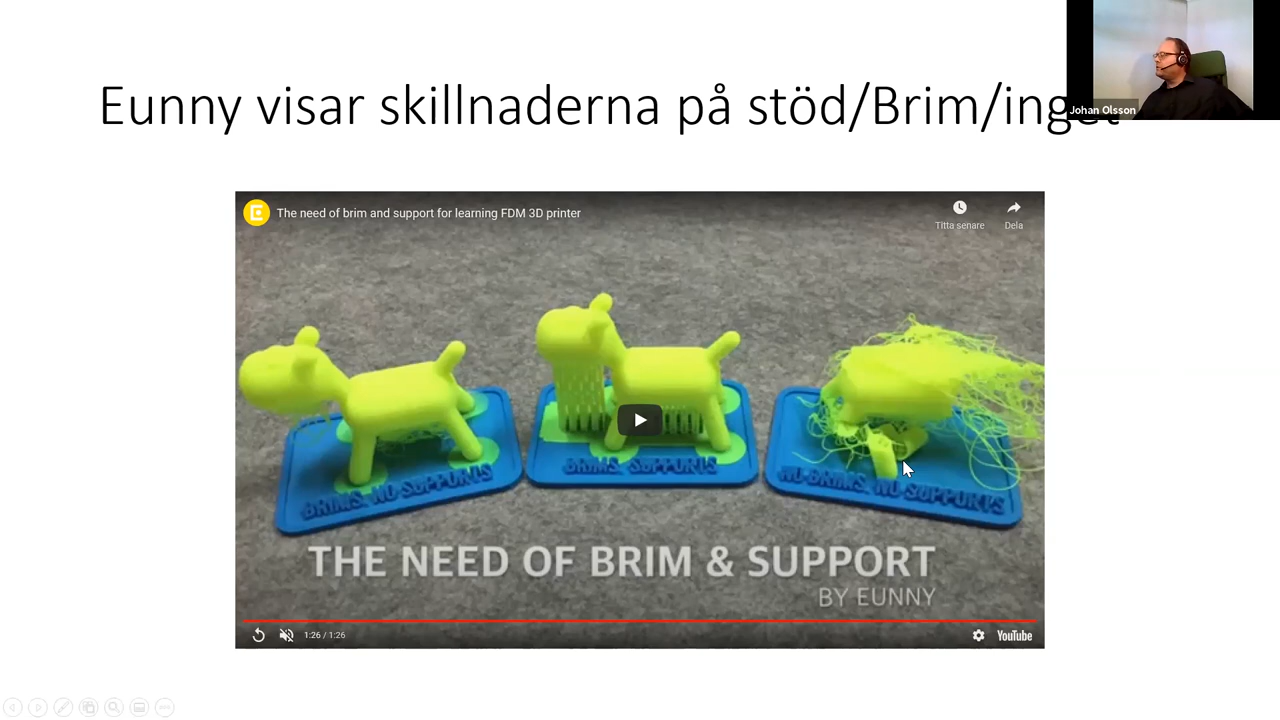 Eunny visar skillnaderna på stöd/Brim/inget
Johan Olsson
The need of brim and support for learning FDM 3D printer
Titta senare
Dela
BRIMS, NO SUPPORTS
BRIMS, SUPPORTS
NO BRIMS, NO SUPPORTS
THE NEED OF BRIM & SUPPORT
BY EUNNY
1:26 / 1:26
YouTube